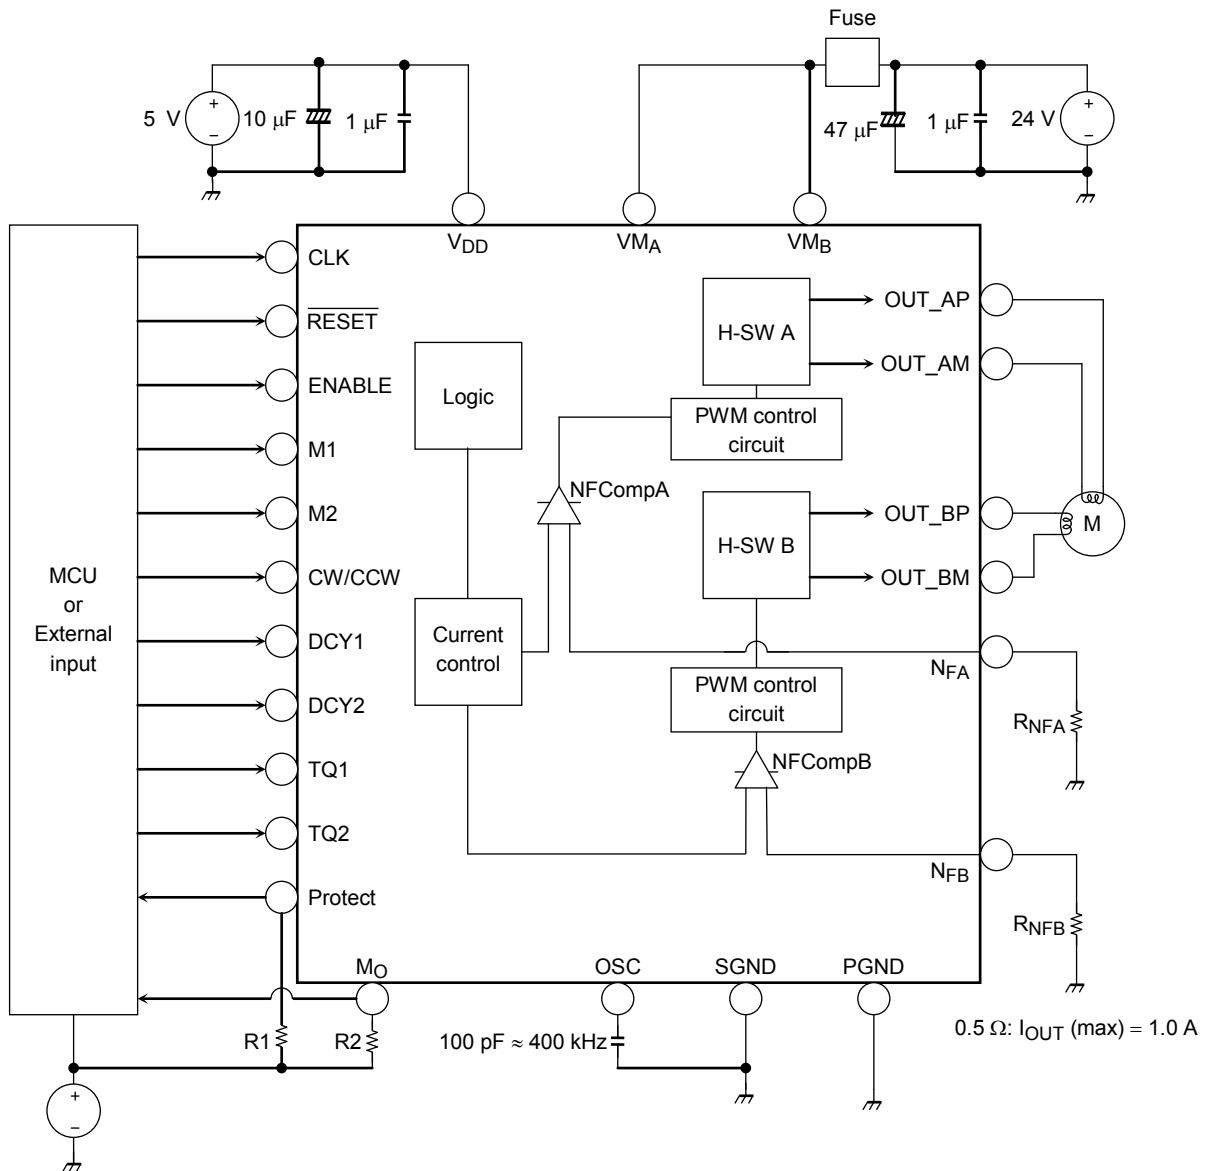 Fuse
5 V
+
−
10 μF
1 μF
47 μF
1 μF
24 V
+
−
VDD
VMA
VMB
CLK
RESET
ENABLE
M1
M2
CW/CCW
DCY1
DCY2
TQ1
TQ2
Protect
MCU
or
External
input
Logic
Current
control
H-SW A
PWM control
circuit
NFCompA
H-SW B
PWM control
circuit
NFCompB
OUT_AP
OUT_AM
OUT_BP
OUT_BM
M
NFA
RNFA
NFB
RNFB
MO
OSC
SGND
PGND
R1
R2
100 pF ≈ 400 kHz
0.5 Ω: IOUT (max) = 1.0 A
+
−